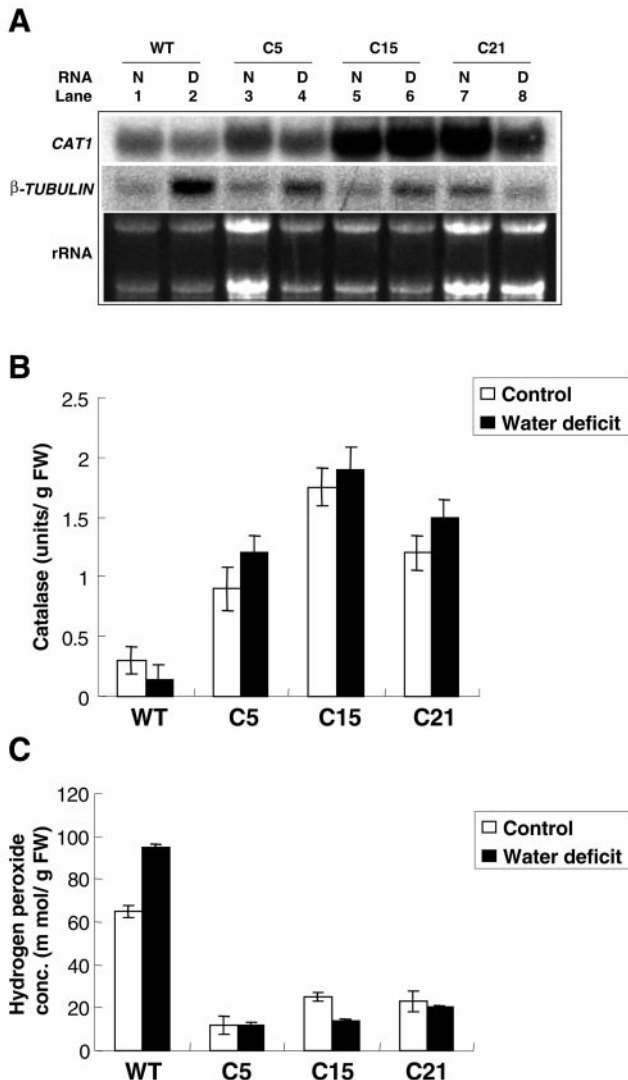 A
WT C5 C15 C21
RNA N D N D N D N D
Lane 1 2 3 4 5 6 7 8
CAT1
β-TUBULIN
rRNA
B
Control
Water deficit
Catalase (units/ g FW)
2.5
2
1.5
1
0.5
0
WT C5 C15 C21
C
Control
Water deficit
Hydrogen peroxide
conc. (m mol/ g FW)
120
100
80
60
40
20
0
WT C5 C15 C21